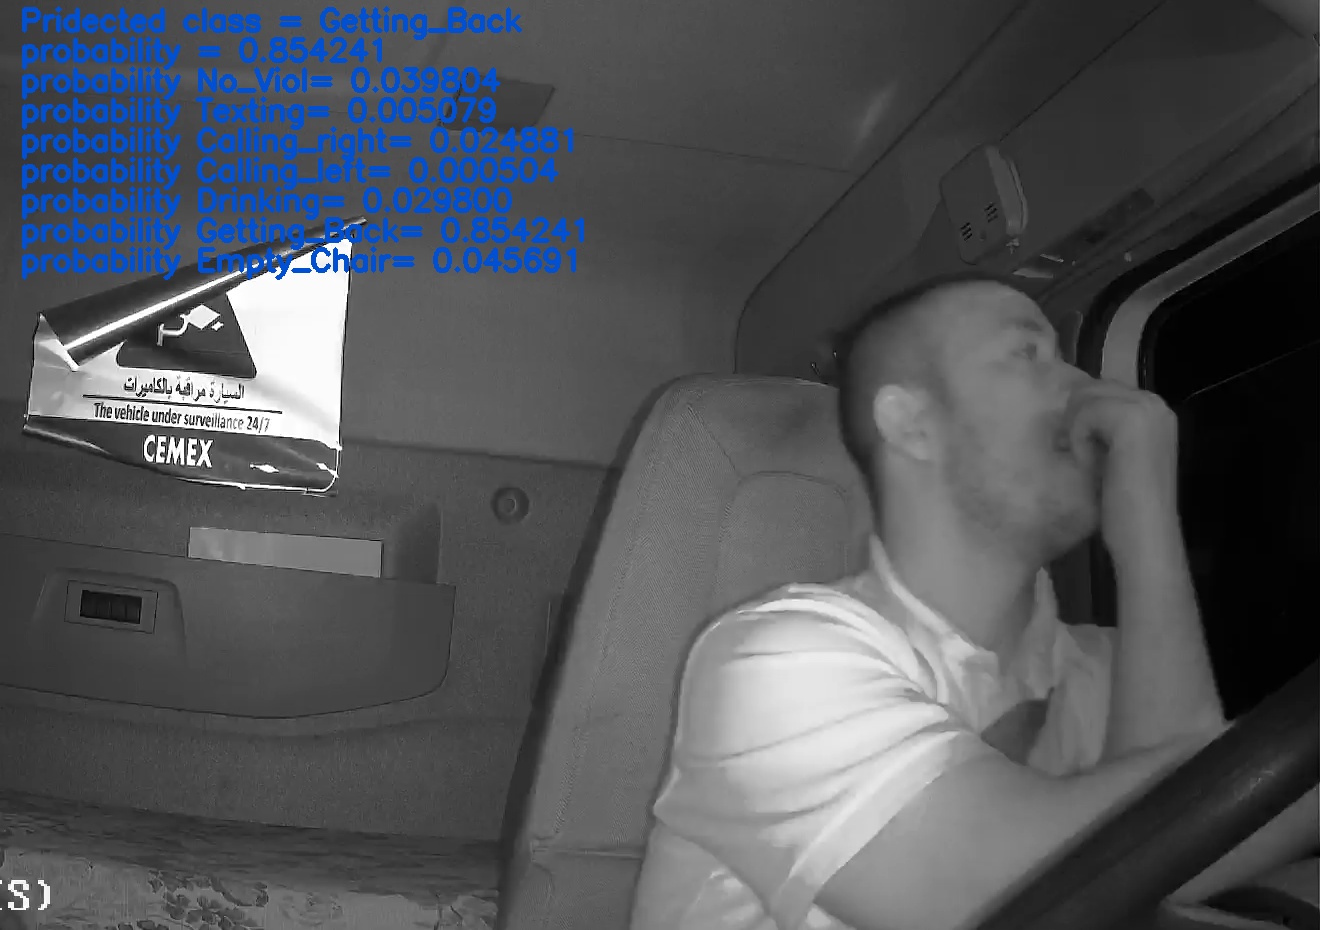 Pridected class = Getting_Back
probability = 0.854241
probability No_Viol= 0.039804
probability Texting= 0.005079
probability Calling_right= 0.024881
probability Calling_left= 0.000504
probability Drinking= 0.029800
probability Getting_Back= 0.854241
probability Empty_Chair= 0.045691
السيارة مراقبة بالكاميرات
The vehicle under surveillance 24/7
CEMEX
S)